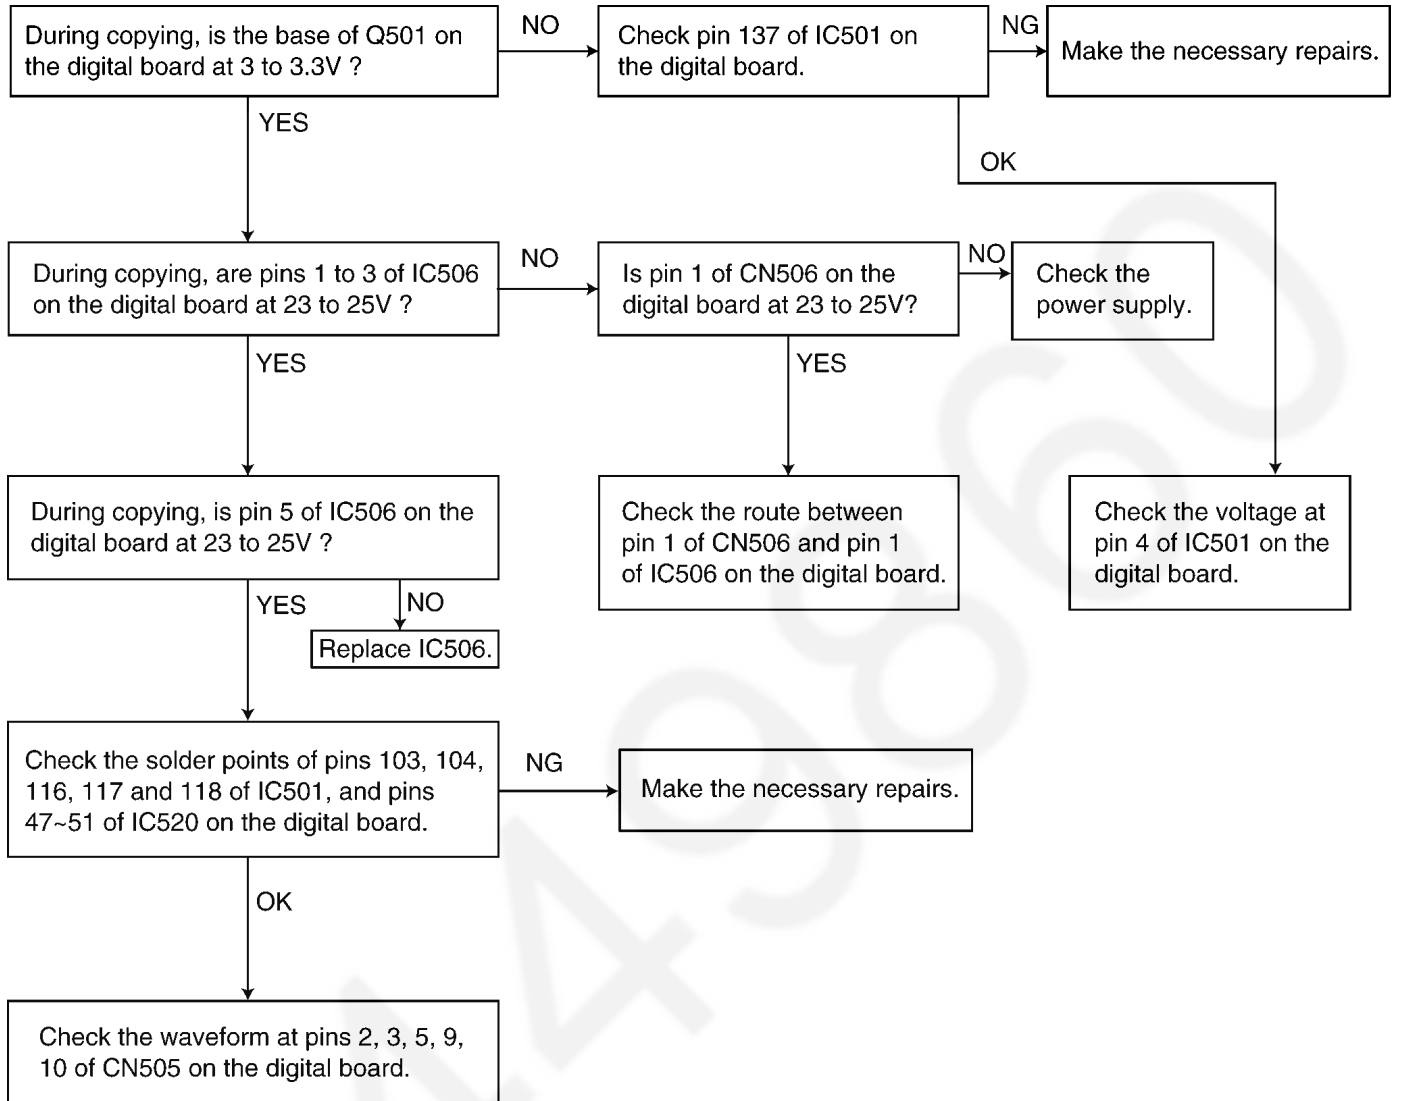 During copying, is the base of Q501 on
the digital board at 3 to 3.3V ?
NO
Check pin 137 of IC501 on
the digital board.
NG
Make the necessary repairs.
YES
OK
During copying, are pins 1 to 3 of IC506
on the digital board at 23 to 25V ?
NO
Is pin 1 of CN506 on the
digital board at 23 to 25V?
NO
Check the
power supply.
YES
YES
During copying, is pin 5 of IC506 on the
digital board at 23 to 25V ?
Check the route between
pin 1 of CN506 and pin 1
of IC506 on the digital board.
Check the voltage at
pin 4 of IC501 on the
digital board.
YES
NO
Replace IC506.
Check the solder points of pins 103, 104,
116, 117 and 118 of IC501, and pins
47~51 of IC520 on the digital board.
NG
Make the necessary repairs.
OK
Check the waveform at pins 2, 3, 5, 9,
10 of CN505 on the digital board.
449860